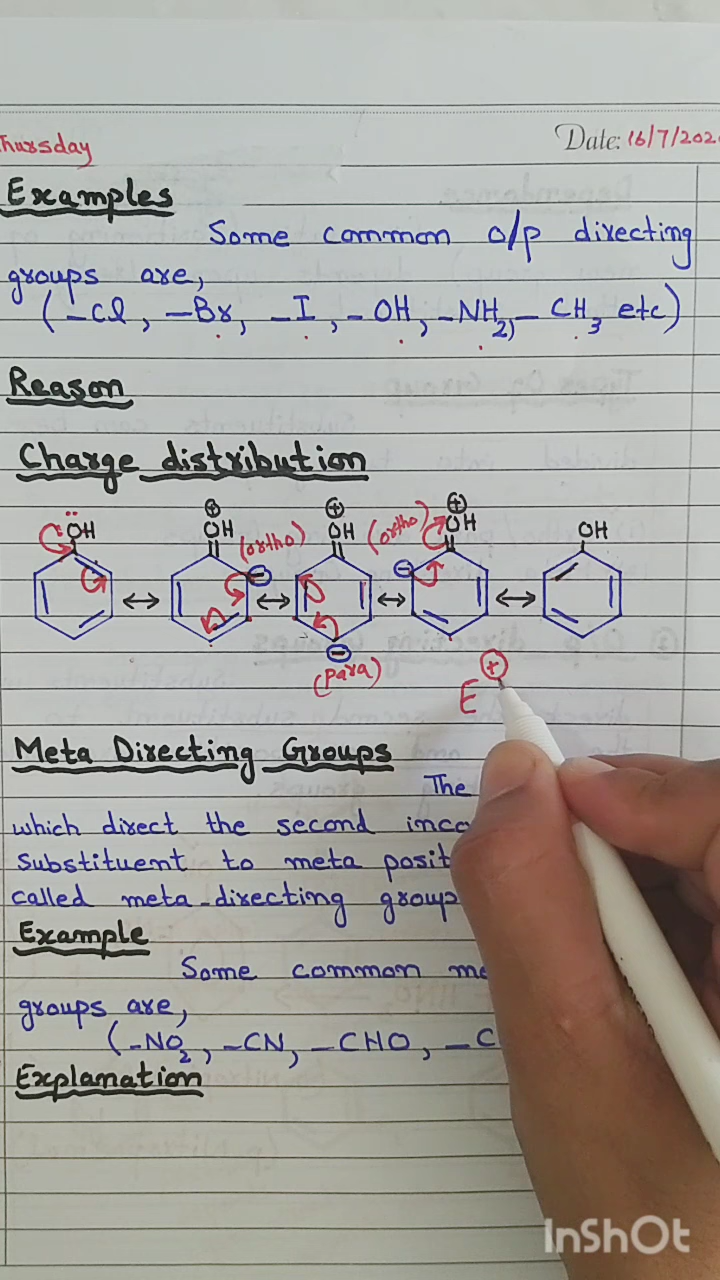 Thursday
Date: 16/7/202
Examples
Some common o/p directing
groups are,
(–Cl, –Br, –I, –OH, –NH2, –CH3 etc)
Reason
Charge distribution
ÖH ⊕ OH ⊕ OH ⊕ OH OH
(ortho) (ortho)
⊖ ⊖
↔ ↔ ↔ ↔
⊖
(para)
E⊕
Meta Directing Groups
The
which direct the second inco
substituent to meta posit
called meta-directing group
Example
Some common me
groups are,
(–NO2, –CN, –CHO, –C
Explanation
InShOt